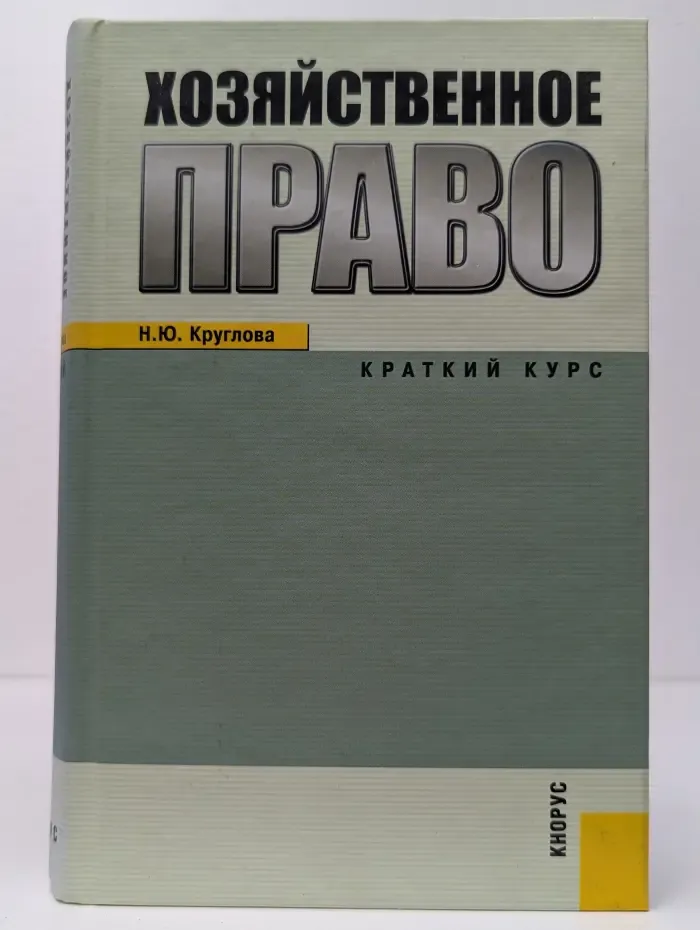 ХОЗЯЙСТВЕННОЕ
ПРАВО
Н.Ю. Круглова
КРАТКИЙ КУРС
КНОРУС